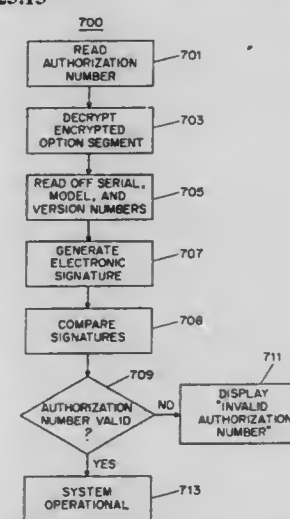 700
READ
AUTHORIZATION
NUMBER
701
DECRYPT
ENCRYPTED
OPTION SEGMENT
703
READ OFF SERIAL,
MODEL, AND
VERSION NUMBERS
705
GENERATE
ELECTRONIC
SIGNATURE
707
COMPARE
SIGNATURES
708
709
AUTHORIZATION
NUMBER VALID
?
NO
711
DISPLAY
"INVALID
AUTHORIZATION
NUMBER"
YES
SYSTEM
OPERATIONAL
713